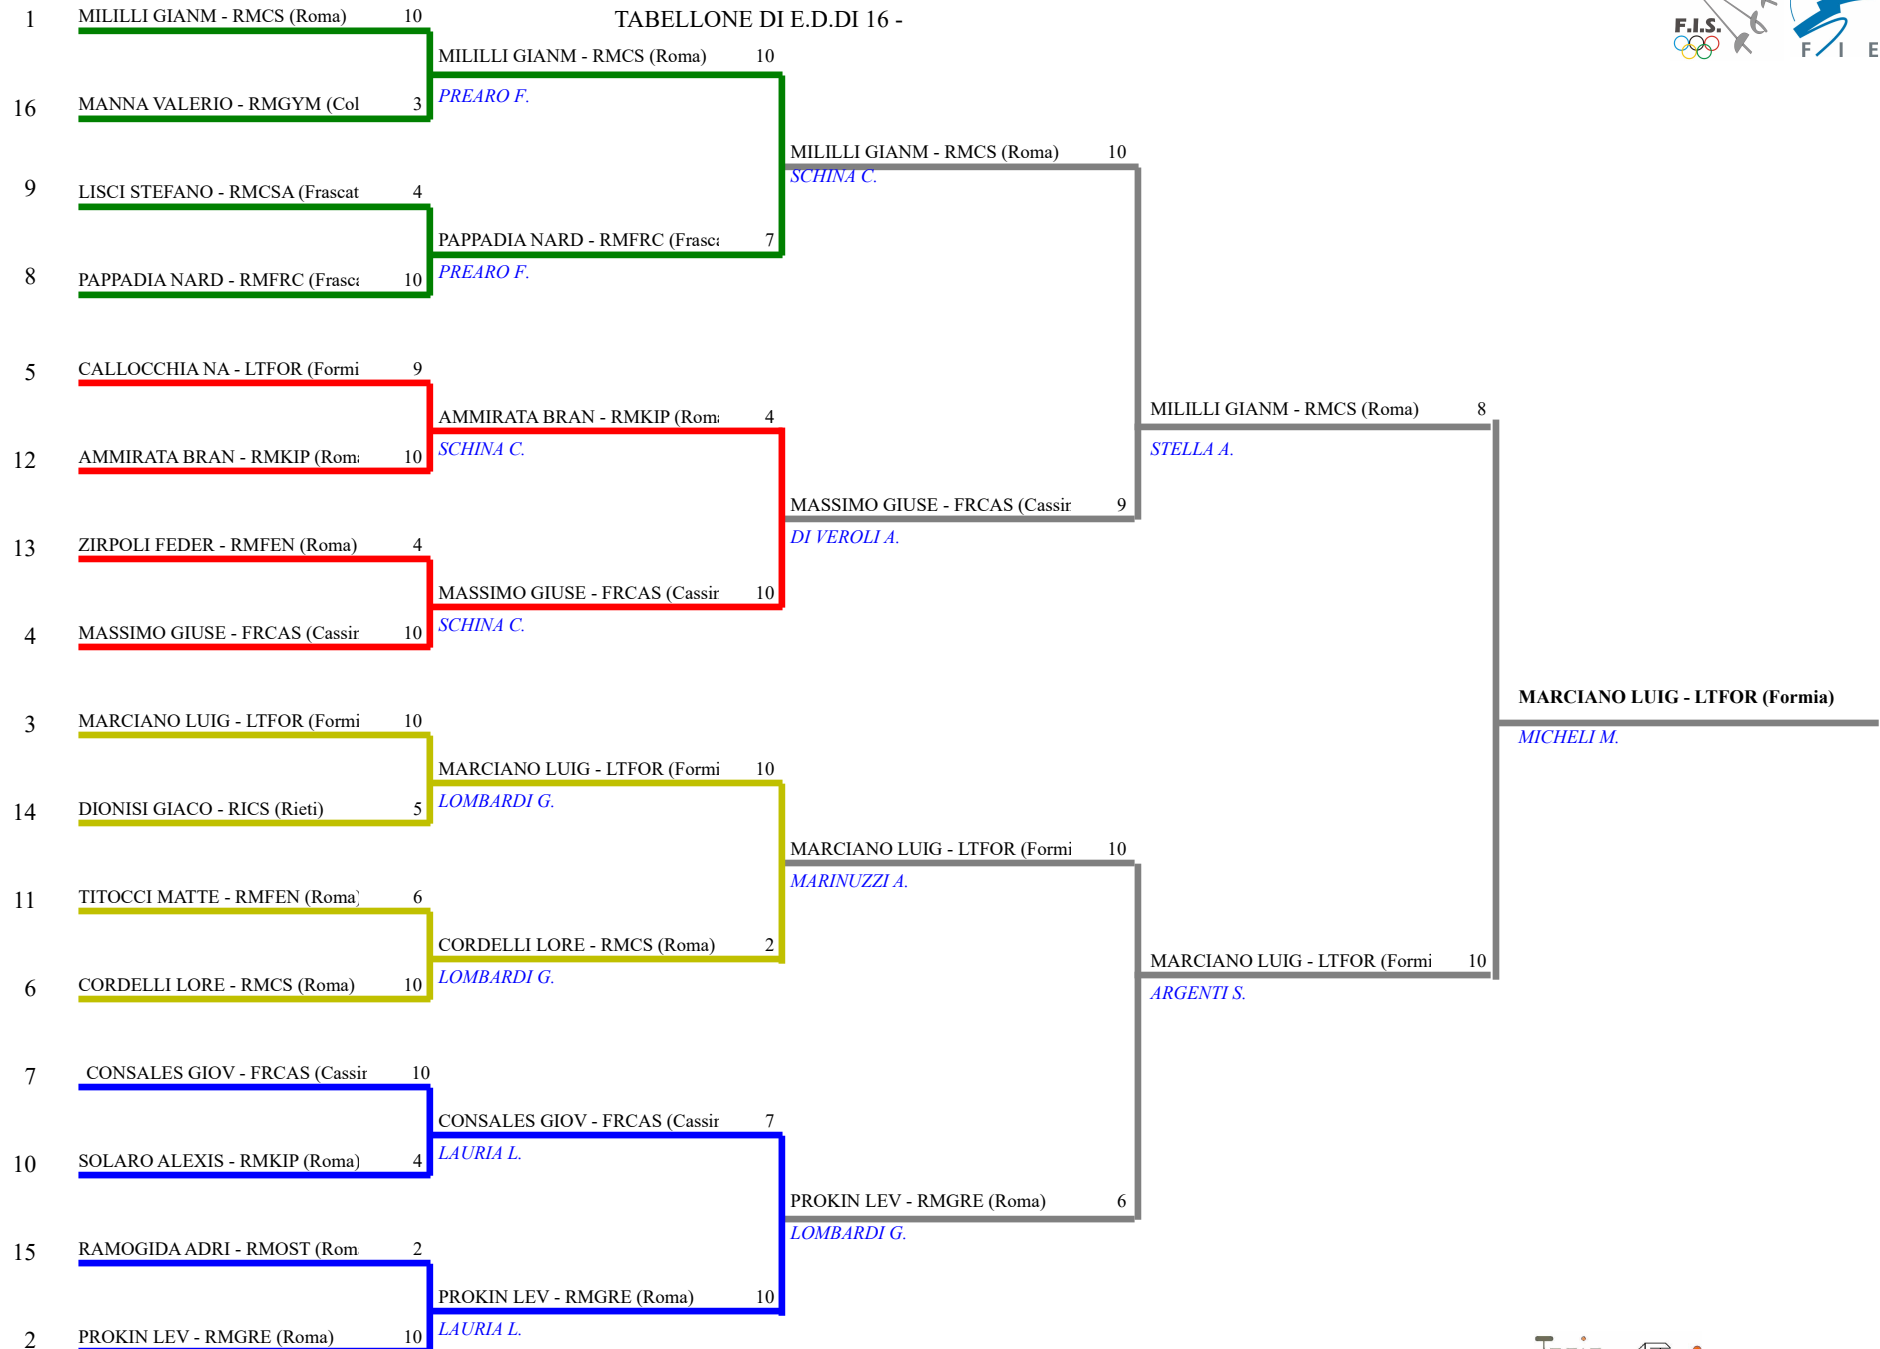 TABELLONE DI E.D.DI 16 -
F.I.S.
F I E
1 MILILLI GIANM - RMCS (Roma) 10
MILILLI GIANM - RMCS (Roma) 10
PREARO F.
16 MANNA VALERIO - RMGYM (Col 3
MILILLI GIANM - RMCS (Roma) 10
SCHINA C.
9 LISCI STEFANO - RMCSA (Frascat 4
PAPPADIA NARD - RMFRC (Frasca 7
PREARO F.
8 PAPPADIA NARD - RMFRC (Frasca 10
5 CALLOCCHIA NA - LTFOR (Formi 9
MILILLI GIANM - RMCS (Roma) 8
STELLA A.
AMMIRATA BRAN - RMKIP (Roma 4
SCHINA C.
12 AMMIRATA BRAN - RMKIP (Roma 10
MASSIMO GIUSE - FRCAS (Cassin 9
DI VEROLI A.
13 ZIRPOLI FEDER - RMFEN (Roma) 4
MASSIMO GIUSE - FRCAS (Cassin 10
SCHINA C.
4 MASSIMO GIUSE - FRCAS (Cassin 10
MARCIANO LUIG - LTFOR (Formia)
MICHELI M.
3 MARCIANO LUIG - LTFOR (Formi 10
MARCIANO LUIG - LTFOR (Formi 10
LOMBARDI G.
14 DIONISI GIACO - RICS (Rieti) 5
MARCIANO LUIG - LTFOR (Formi 10
MARINUZZI A.
11 TITOCCI MATTE - RMFEN (Roma) 6
CORDELLI LORE - RMCS (Roma) 2
LOMBARDI G.
MARCIANO LUIG - LTFOR (Formi 10
ARGENTI S.
6 CORDELLI LORE - RMCS (Roma) 10
7 CONSALES GIOV - FRCAS (Cassin 10
CONSALES GIOV - FRCAS (Cassin 7
LAURIA L.
10 SOLARO ALEXIS - RMKIP (Roma) 4
PROKIN LEV - RMGRE (Roma) 6
LOMBARDI G.
15 RAMOGIDA ADRI - RMOST (Rom 2
PROKIN LEV - RMGRE (Roma) 10
LAURIA L.
2 PROKIN LEV - RMGRE (Roma) 10